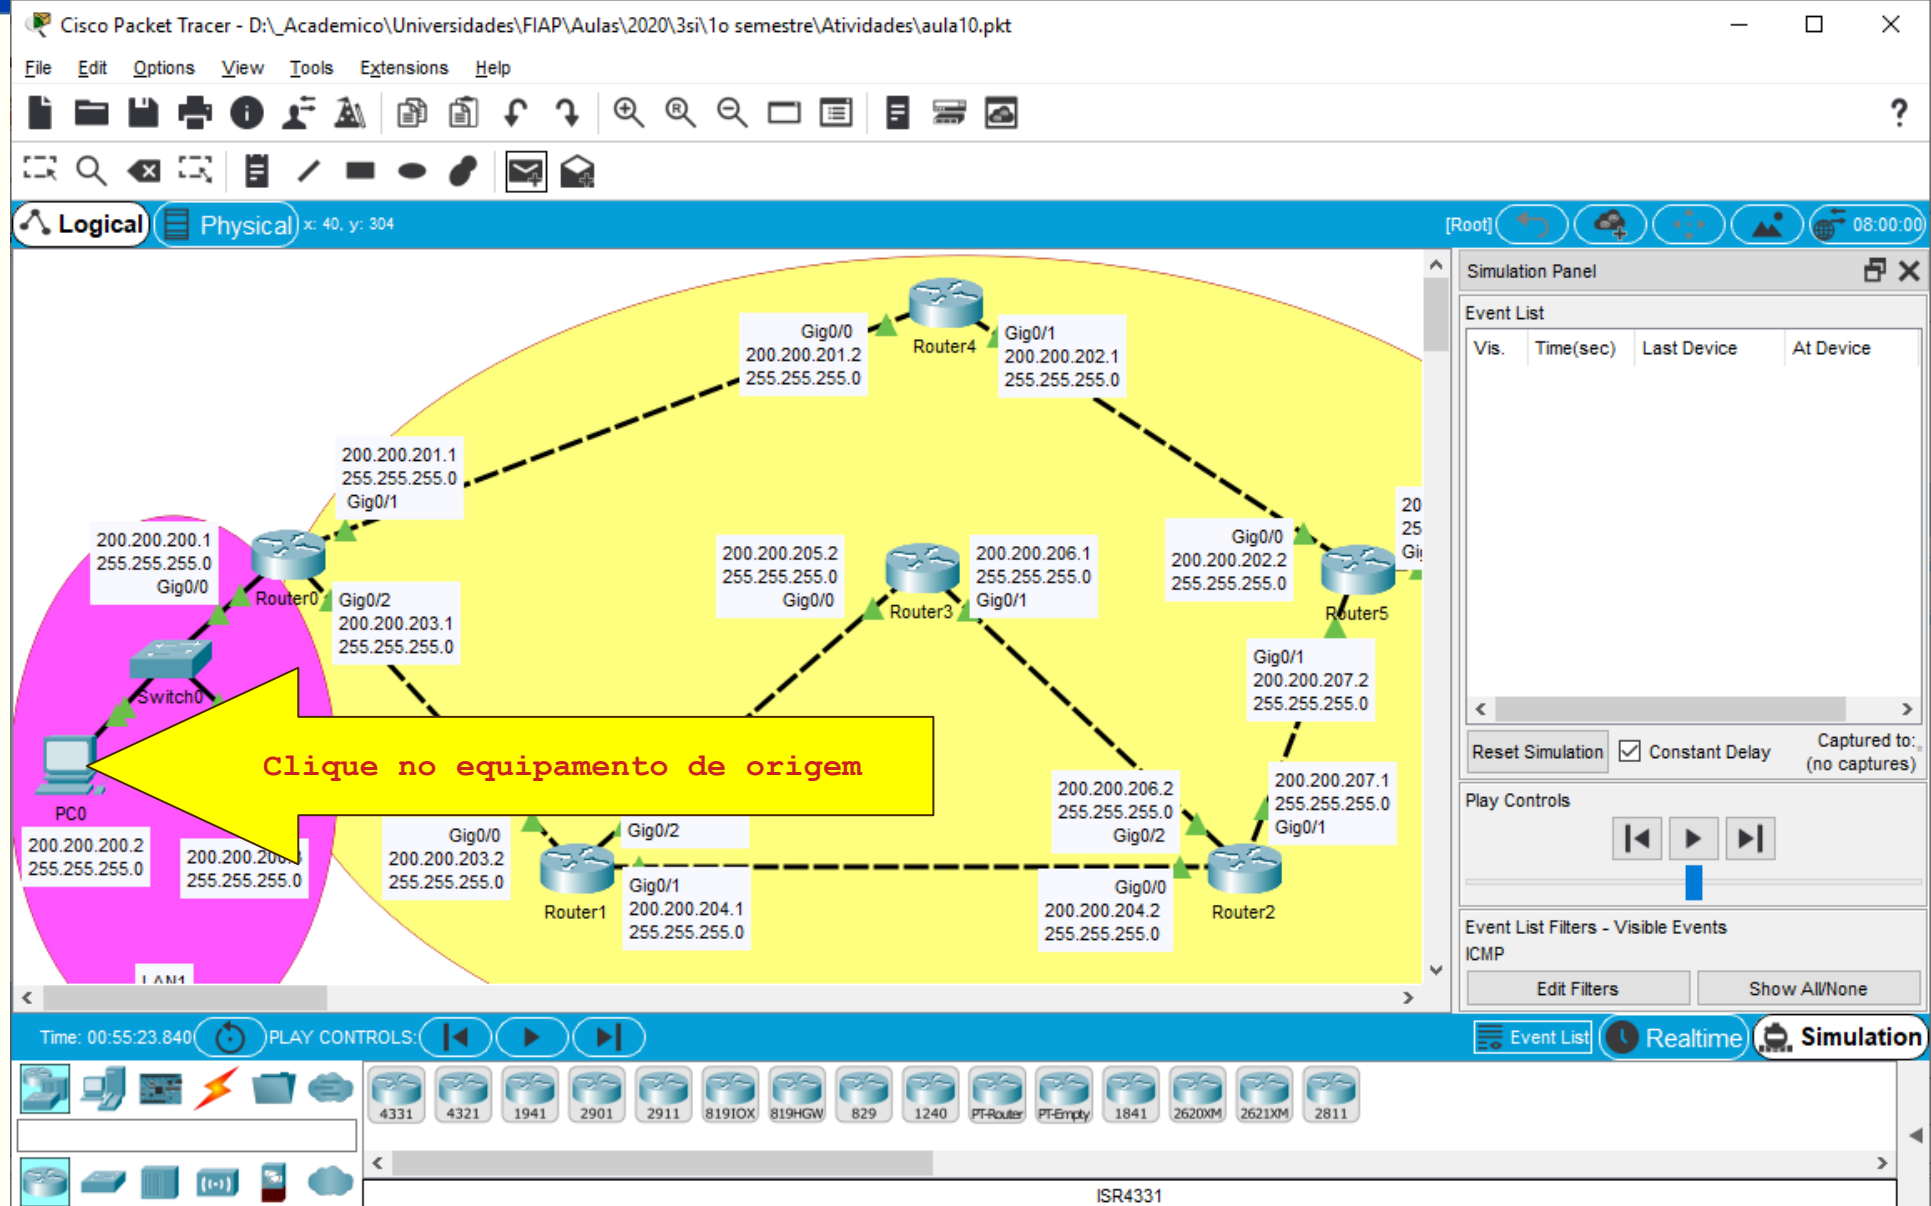 Cisco Packet Tracer - D:\_Academico\Universidades\FIAP\Aulas\2020\3si\1o semestre\Atividades\aula10.pkt
File Edit Options View Tools Extensions Help
Logical Physical x: 40, y: 304 [Root] 08:00:00
Simulation Panel
Event List
Vis. Time(sec) Last Device At Device
Gig0/0
200.200.201.2
255.255.255.0
Router4
Gig0/1
200.200.202.1
255.255.255.0
200.200.201.1
255.255.255.0
Gig0/1
200.200.200.1
255.255.255.0
Gig0/0
Router0
Gig0/2
200.200.203.1
255.255.255.0
200.200.205.2
255.255.255.0
Gig0/0
Router3
200.200.206.1
255.255.255.0
Gig0/1
Gig0/0
200.200.202.2
255.255.255.0
20
25
Router5
Gig0/1
200.200.207.2
255.255.255.0
Switch0
Clique no equipamento de origem
PC0
200.200.200.2
255.255.255.0
255.255.255.0
Gig0/0
200.200.203.2
255.255.255.0
Gig0/2
Router1
Gig0/1
200.200.204.1
255.255.255.0
200.200.206.2
255.255.255.0
Gig0/2
200.200.207.1
255.255.255.0
Gig0/1
Gig0/0
200.200.204.2
255.255.255.0
Router2
LAN1
Reset Simulation Constant Delay Captured to:
(no captures)
Play Controls
Event List Filters - Visible Events
ICMP
Edit Filters Show All/None
Time: 00:55:23.840 PLAY CONTROLS: Event List Realtime Simulation
4331 4321 1941 2901 2911 819IOX 819HGW 829 1240 PT-Router PT-Empty 1841 2620XM 2621XM 2811
ISR4331